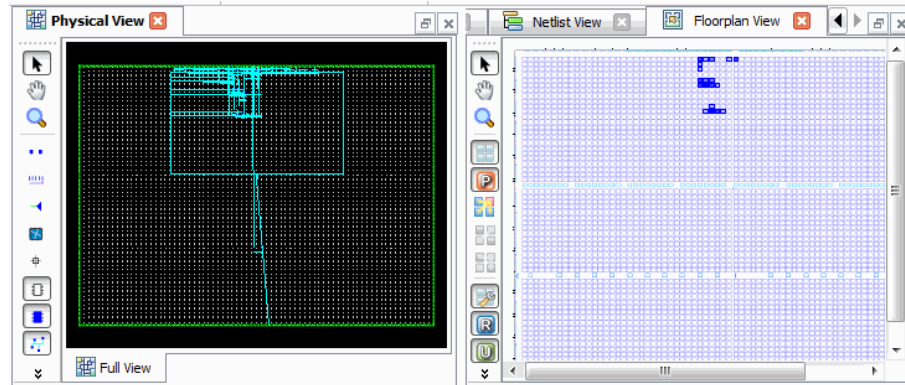 Physical View
Netlist View
Floorplan View
P
R
U
Full View